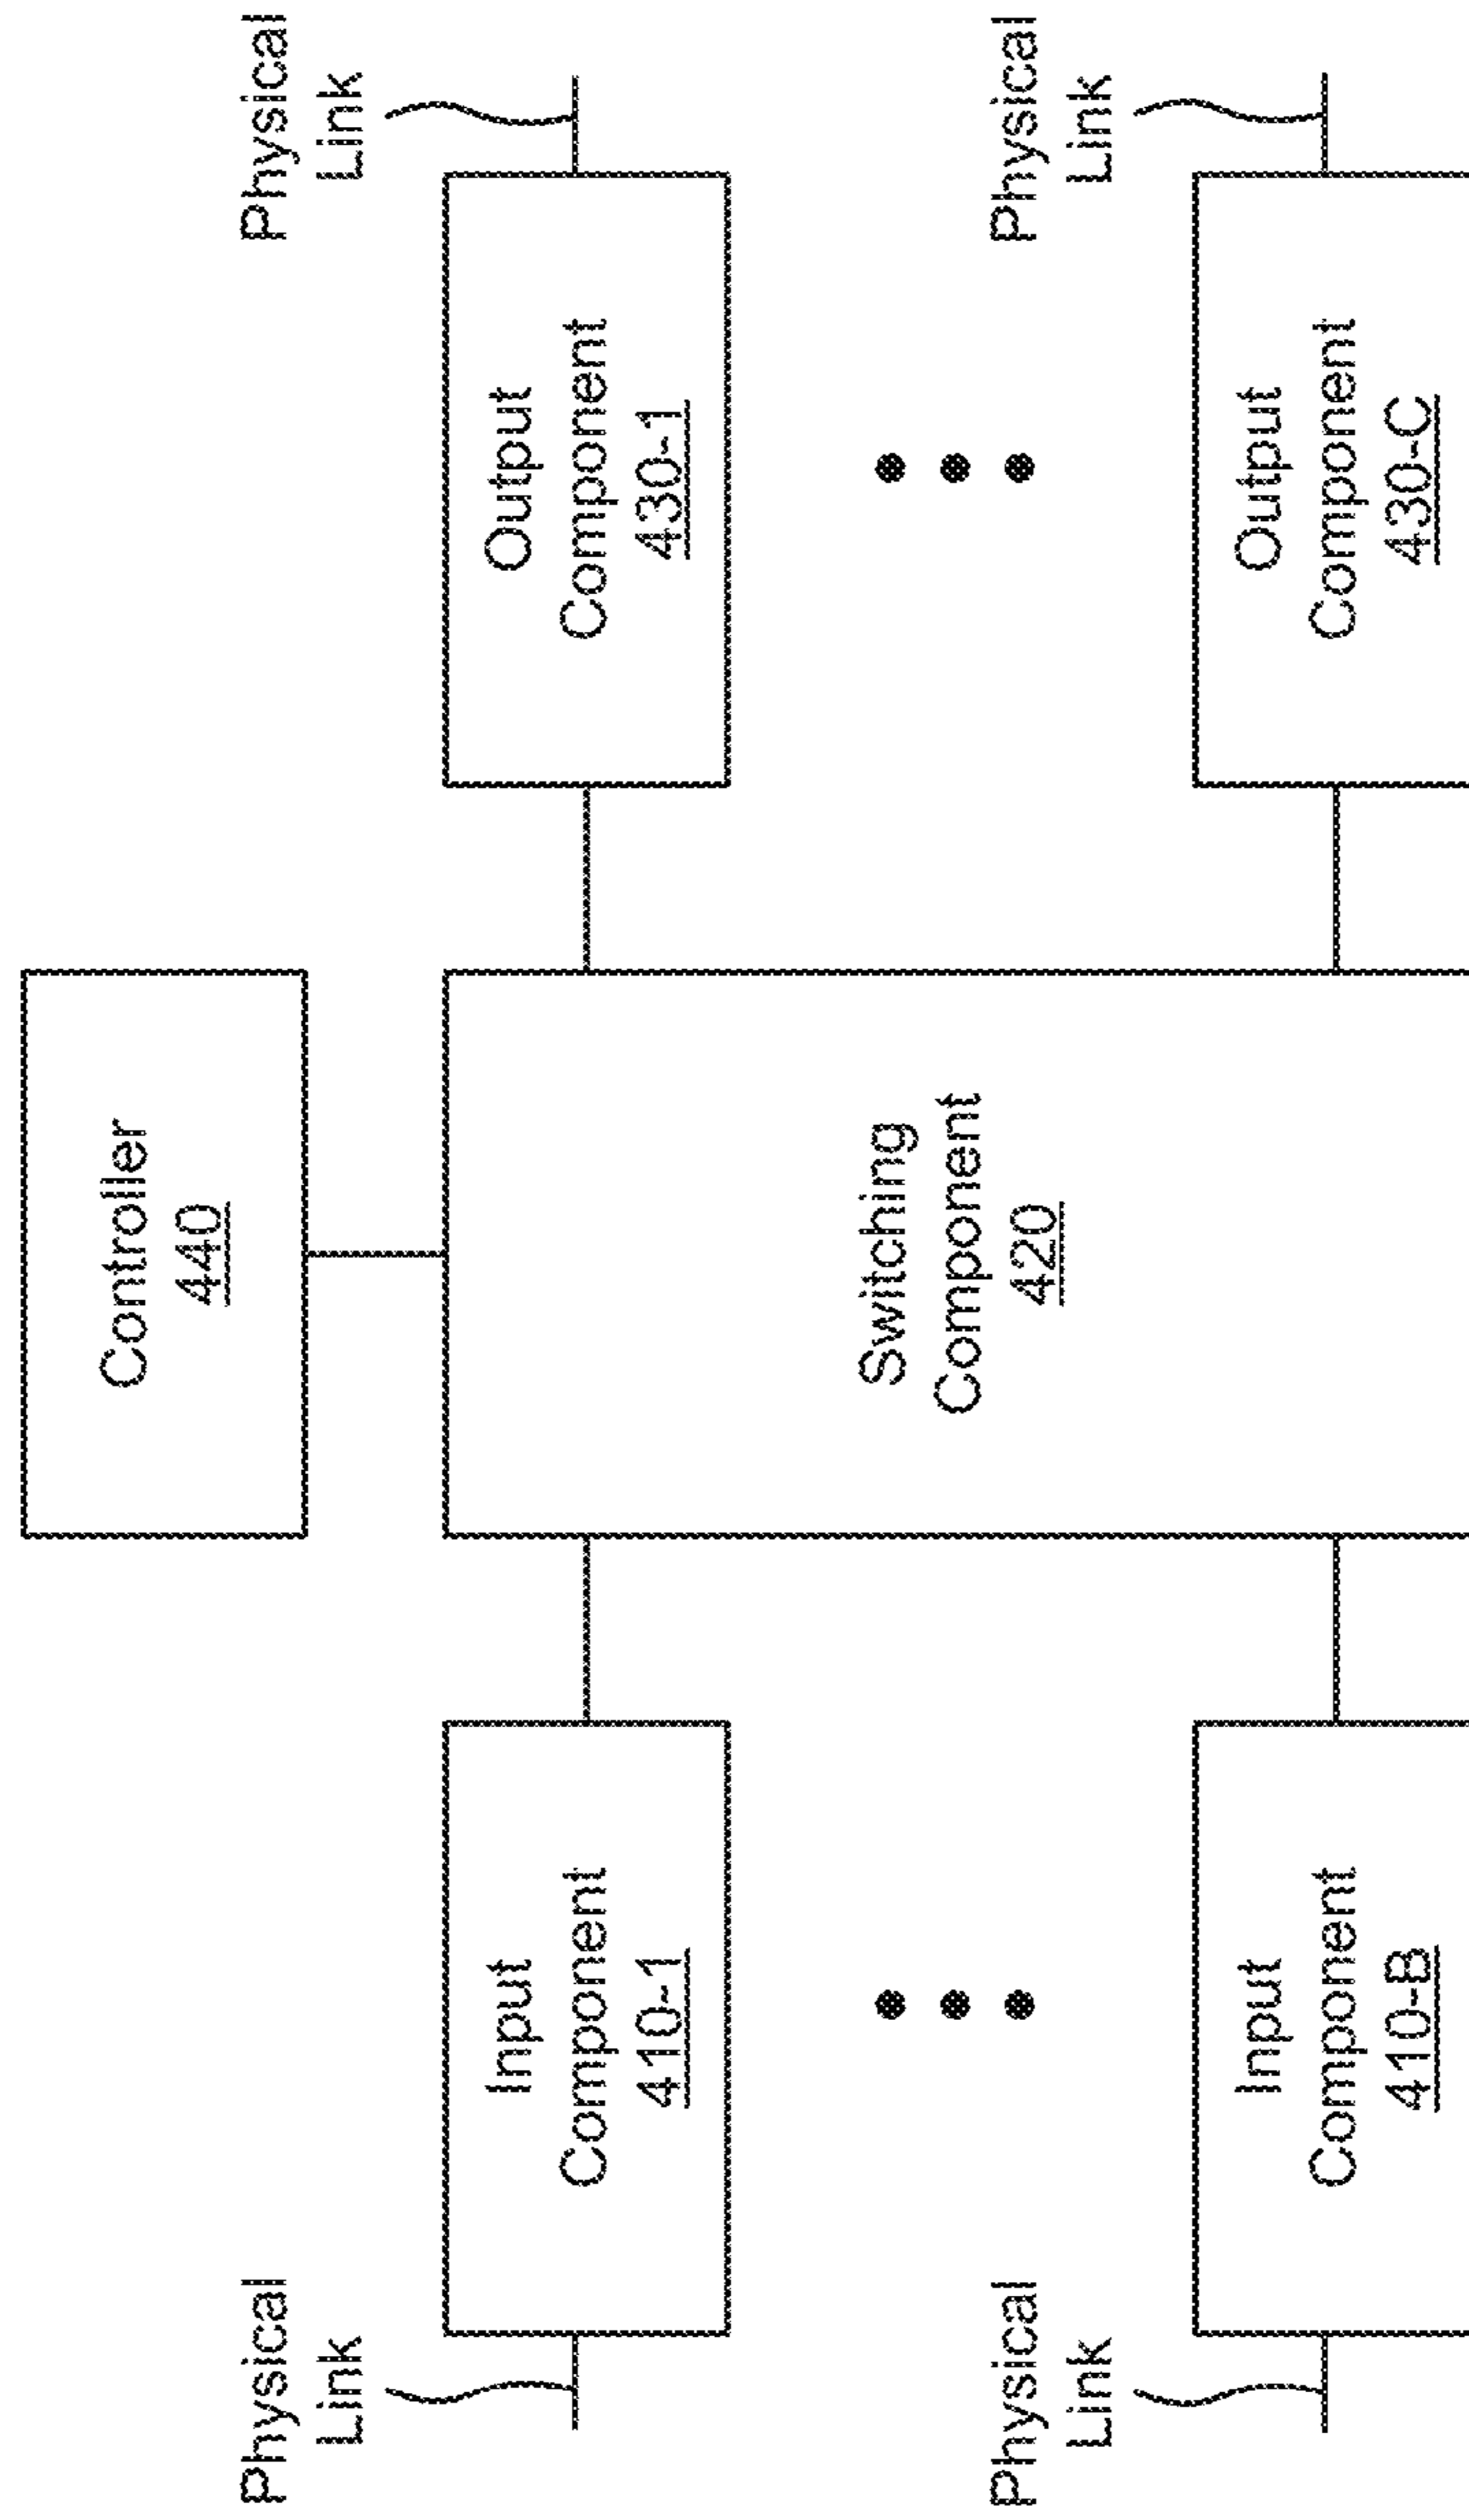 Controller
440
Physical
Link
Input
Component
410-1
Switching
Component
420
Output
Component
430-1
Physical
Link
Physical
Link
Input
Component
410-B
Output
Component
430-C
Physical
Link